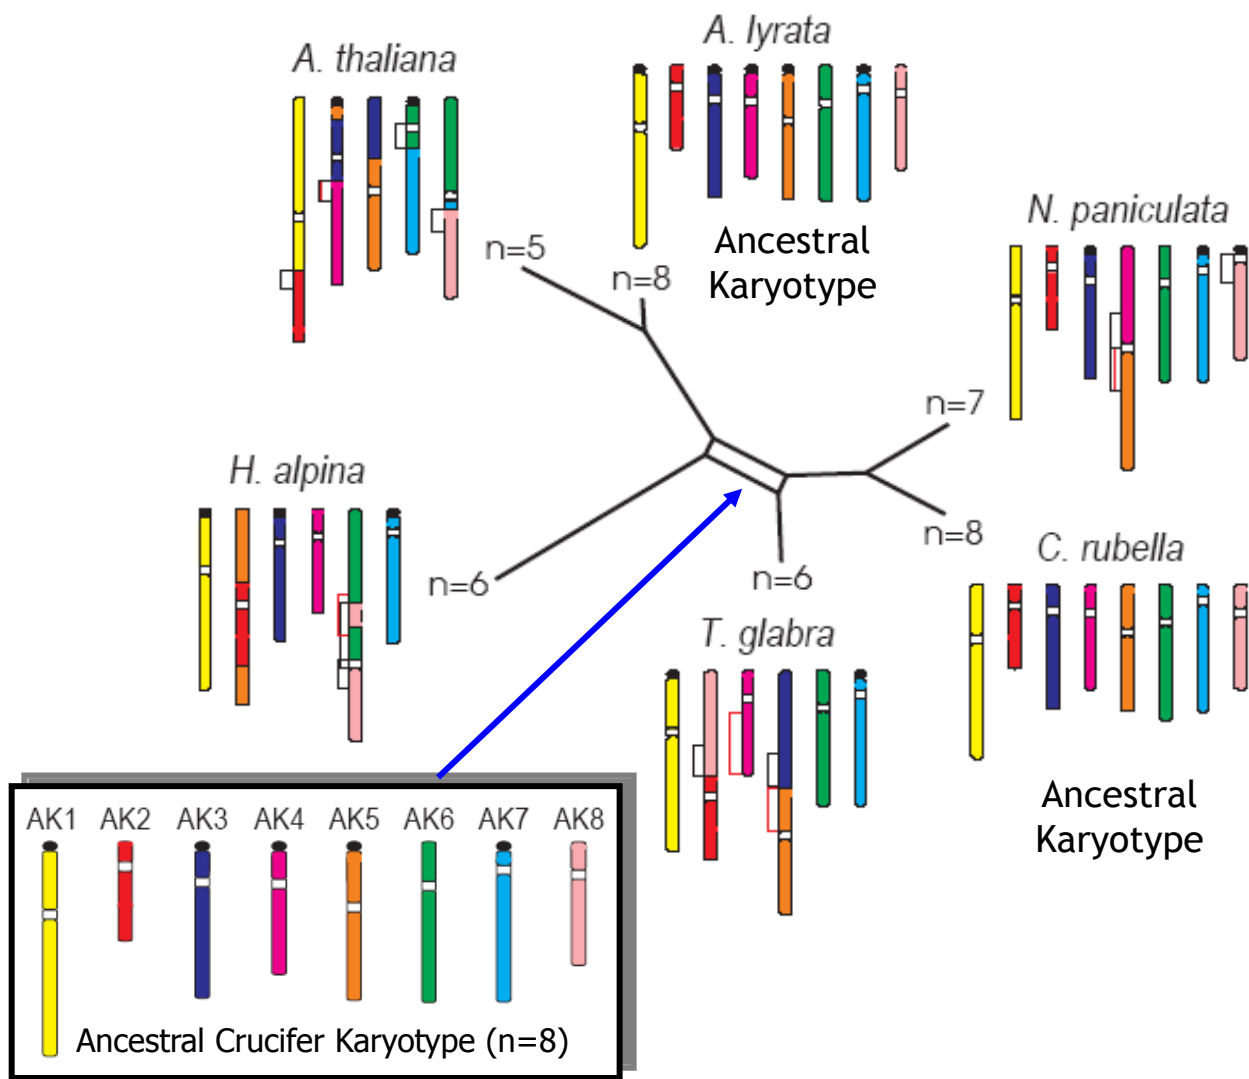 A. thaliana
A. lyrata
n=5
n=8
Ancestral
Karyotype
N. paniculata
n=7
H. alpina
n=6
n=8
n=6
C. rubella
T. glabra
Ancestral
Karyotype
AK1 AK2 AK3 AK4 AK5 AK6 AK7 AK8
Ancestral Crucifer Karyotype (n=8)